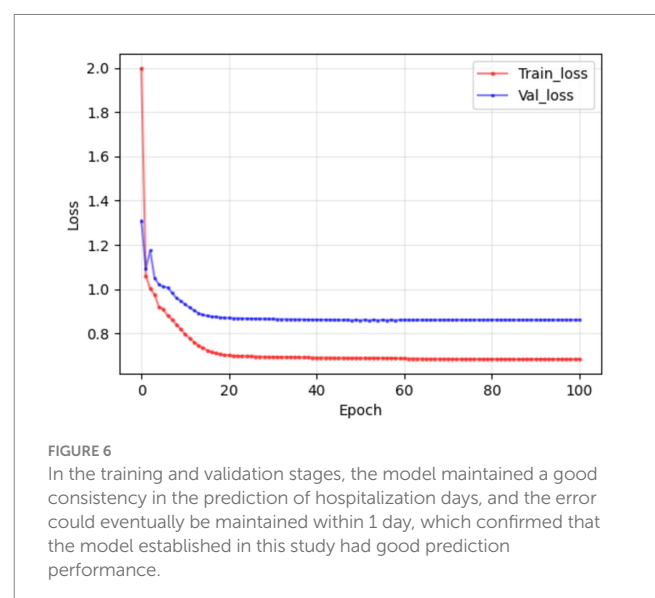 2.0
1.8
1.6
1.4
1.2
1.0
0.8
Loss
Train_loss
Val_loss
0 20 40 60 80 100
Epoch
FIGURE 6
In the training and validation stages, the model maintained a good
consistency in the prediction of hospitalization days, and the error
could eventually be maintained within 1 day, which confirmed that
the model established in this study had good prediction
performance.